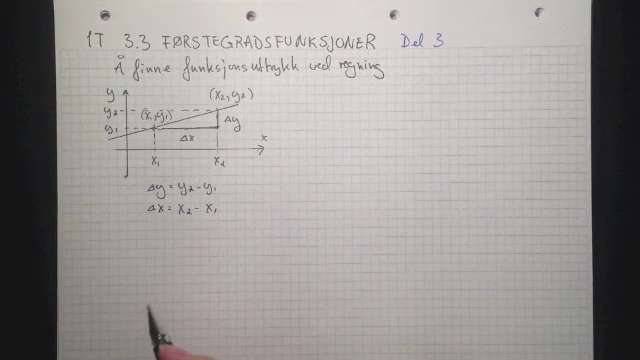 1T 3.3 FØRSTEGRADSFUNKSJONER Del 3
Å finne funksjonsuttrykk ved regning
y
(x₂, y₂)
y₂
(x₁, y₁)
y₁
Δy
Δx
x
x₁ x₂
Δy = y₂ - y₁
Δx = x₂ - x₁